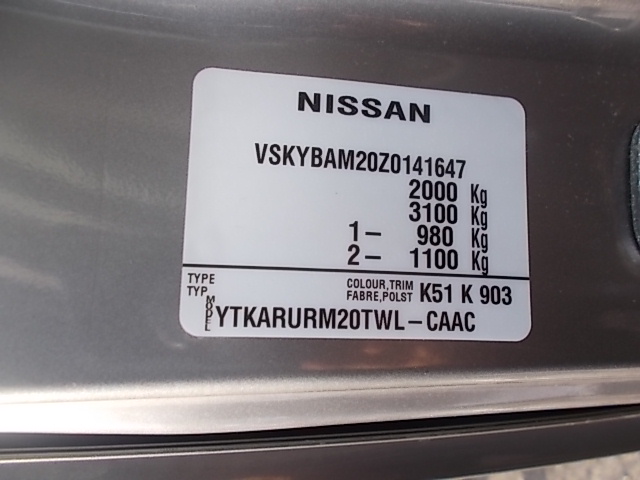 NISSAN
VSKYBAM20Z0141647
2000 Kg
3100 Kg
1- 980 Kg
2- 1100 Kg
TYPE
TYP
COLOUR,TRIM
FABRE,POLST
K51 K 903
MODEL
YTKARURM20TWL-CAAC